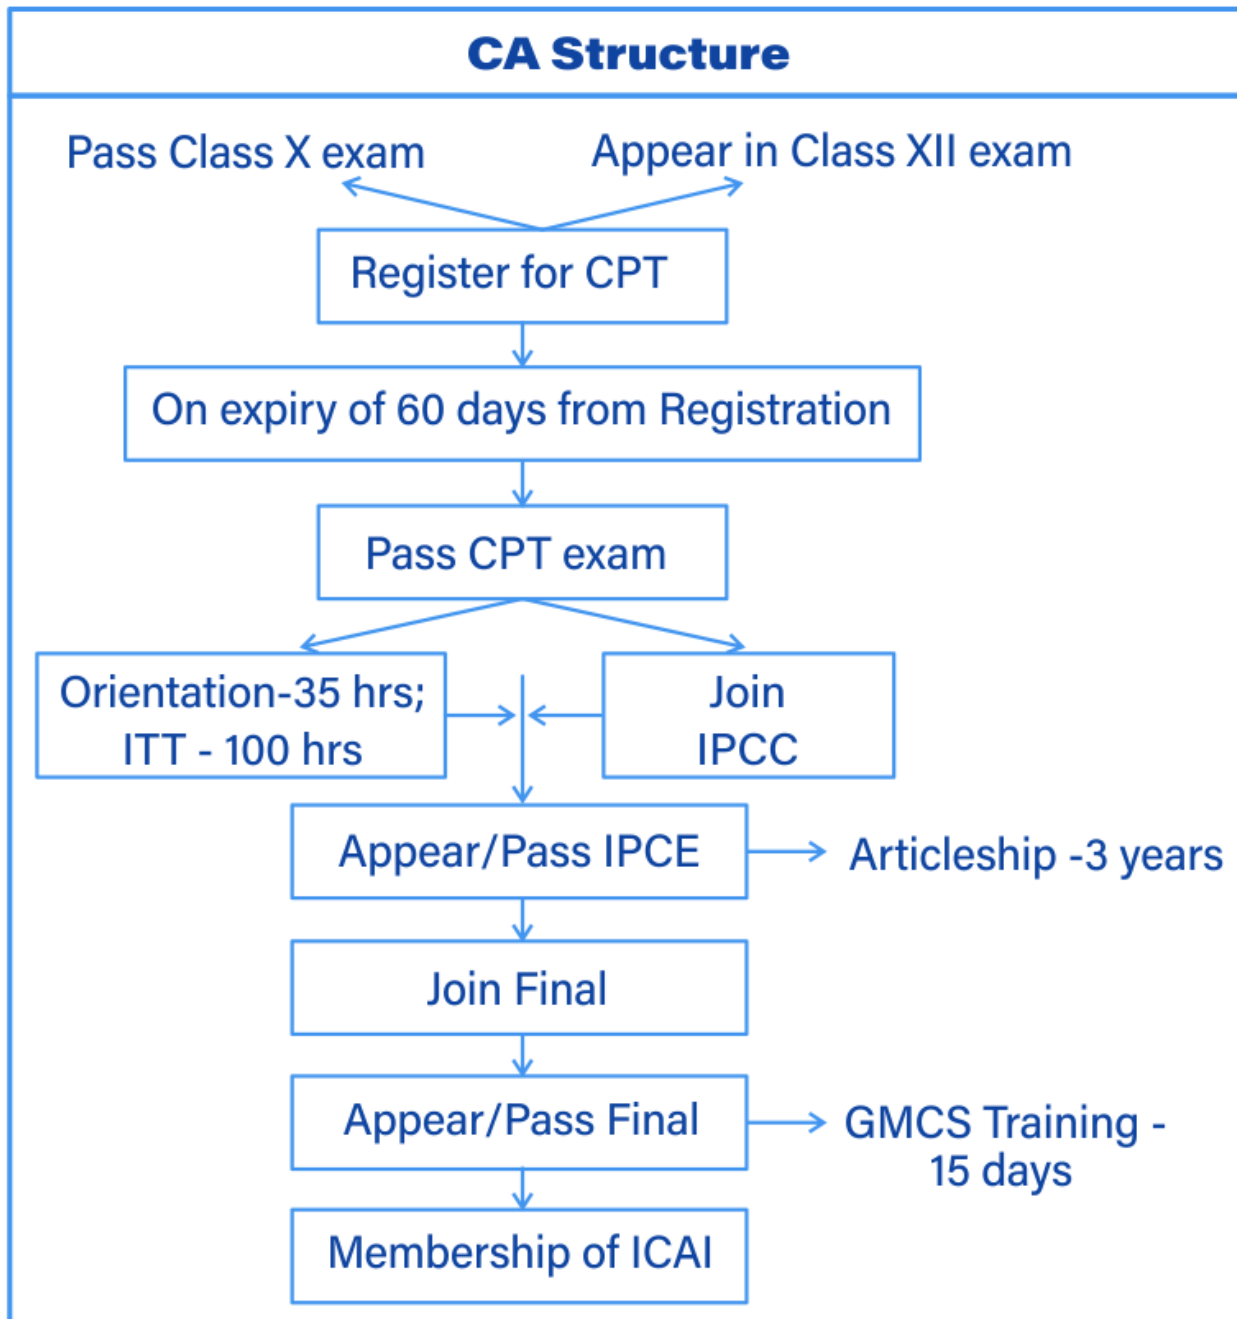 CA Structure
Pass Class X exam
Appear in Class XII exam
Register for CPT
On expiry of 60 days from Registration
Pass CPT exam
Orientation-35 hrs;
ITT - 100 hrs
Join
IPCC
Appear/Pass IPCE
Articleship -3 years
Join Final
Appear/Pass Final
GMCS Training -
15 days
Membership of ICAI